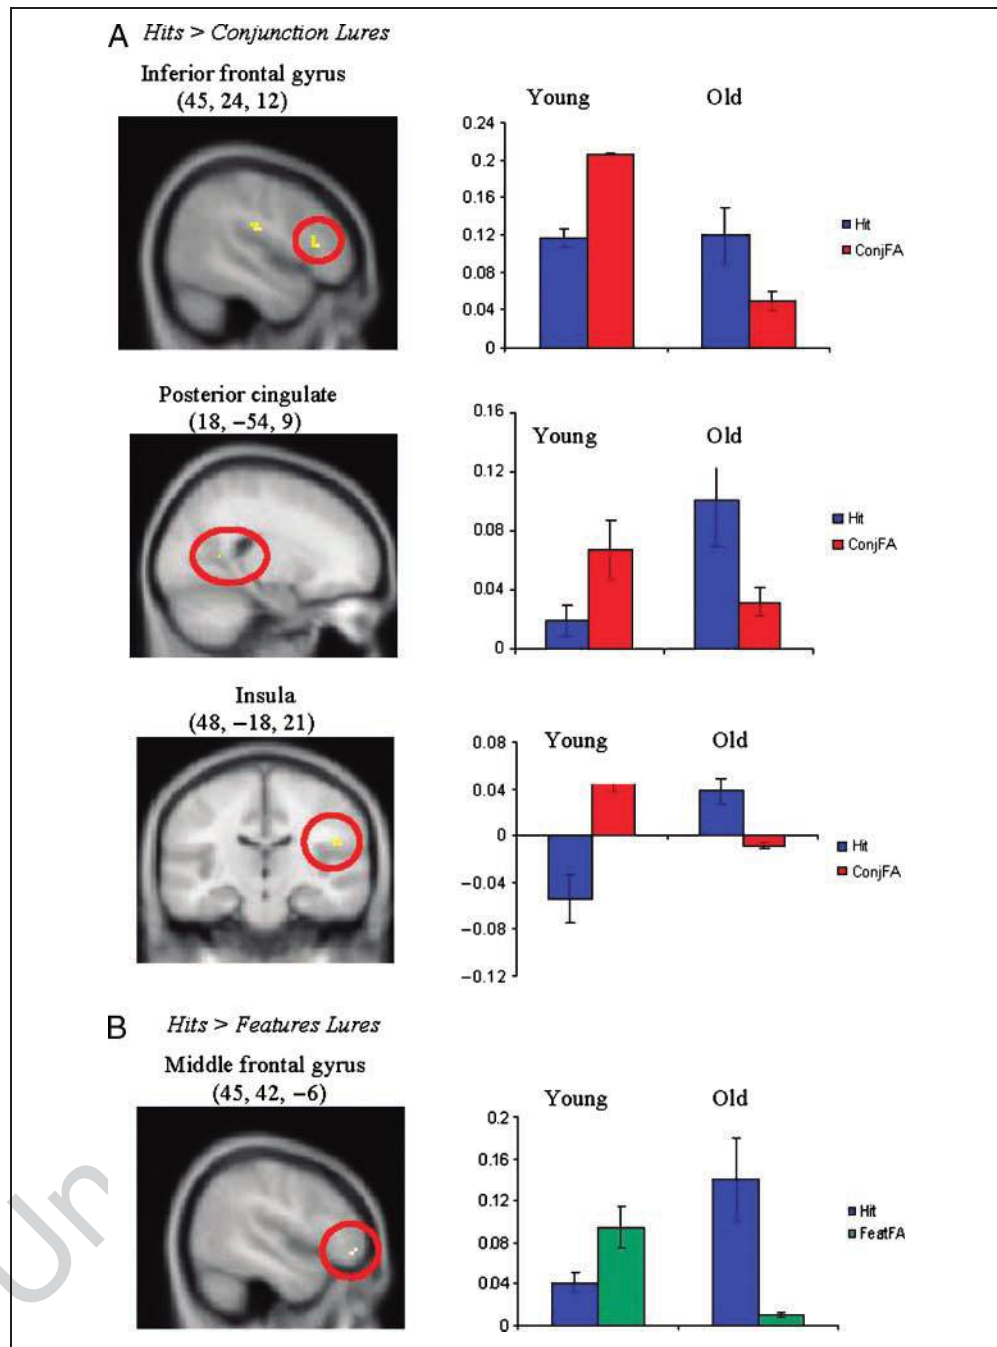 A Hits > Conjunction Lures
Inferior frontal gyrus
(45, 24, 12)
Young Old
0.24
0.2
0.16
0.12
0.08
0.04
0
Hit
ConjFA
Posterior cingulate
(18, −54, 9)
Young Old
0.16
0.12
0.08
0.04
0
Hit
ConjFA
Insula
(48, −18, 21)
Young Old
0.08
0.04
0
−0.04
−0.08
−0.12
Hit
ConjFA
B Hits > Features Lures
Middle frontal gyrus
(45, 42, −6)
Young Old
0.2
0.16
0.12
0.08
0.04
0
Hit
FeatFA